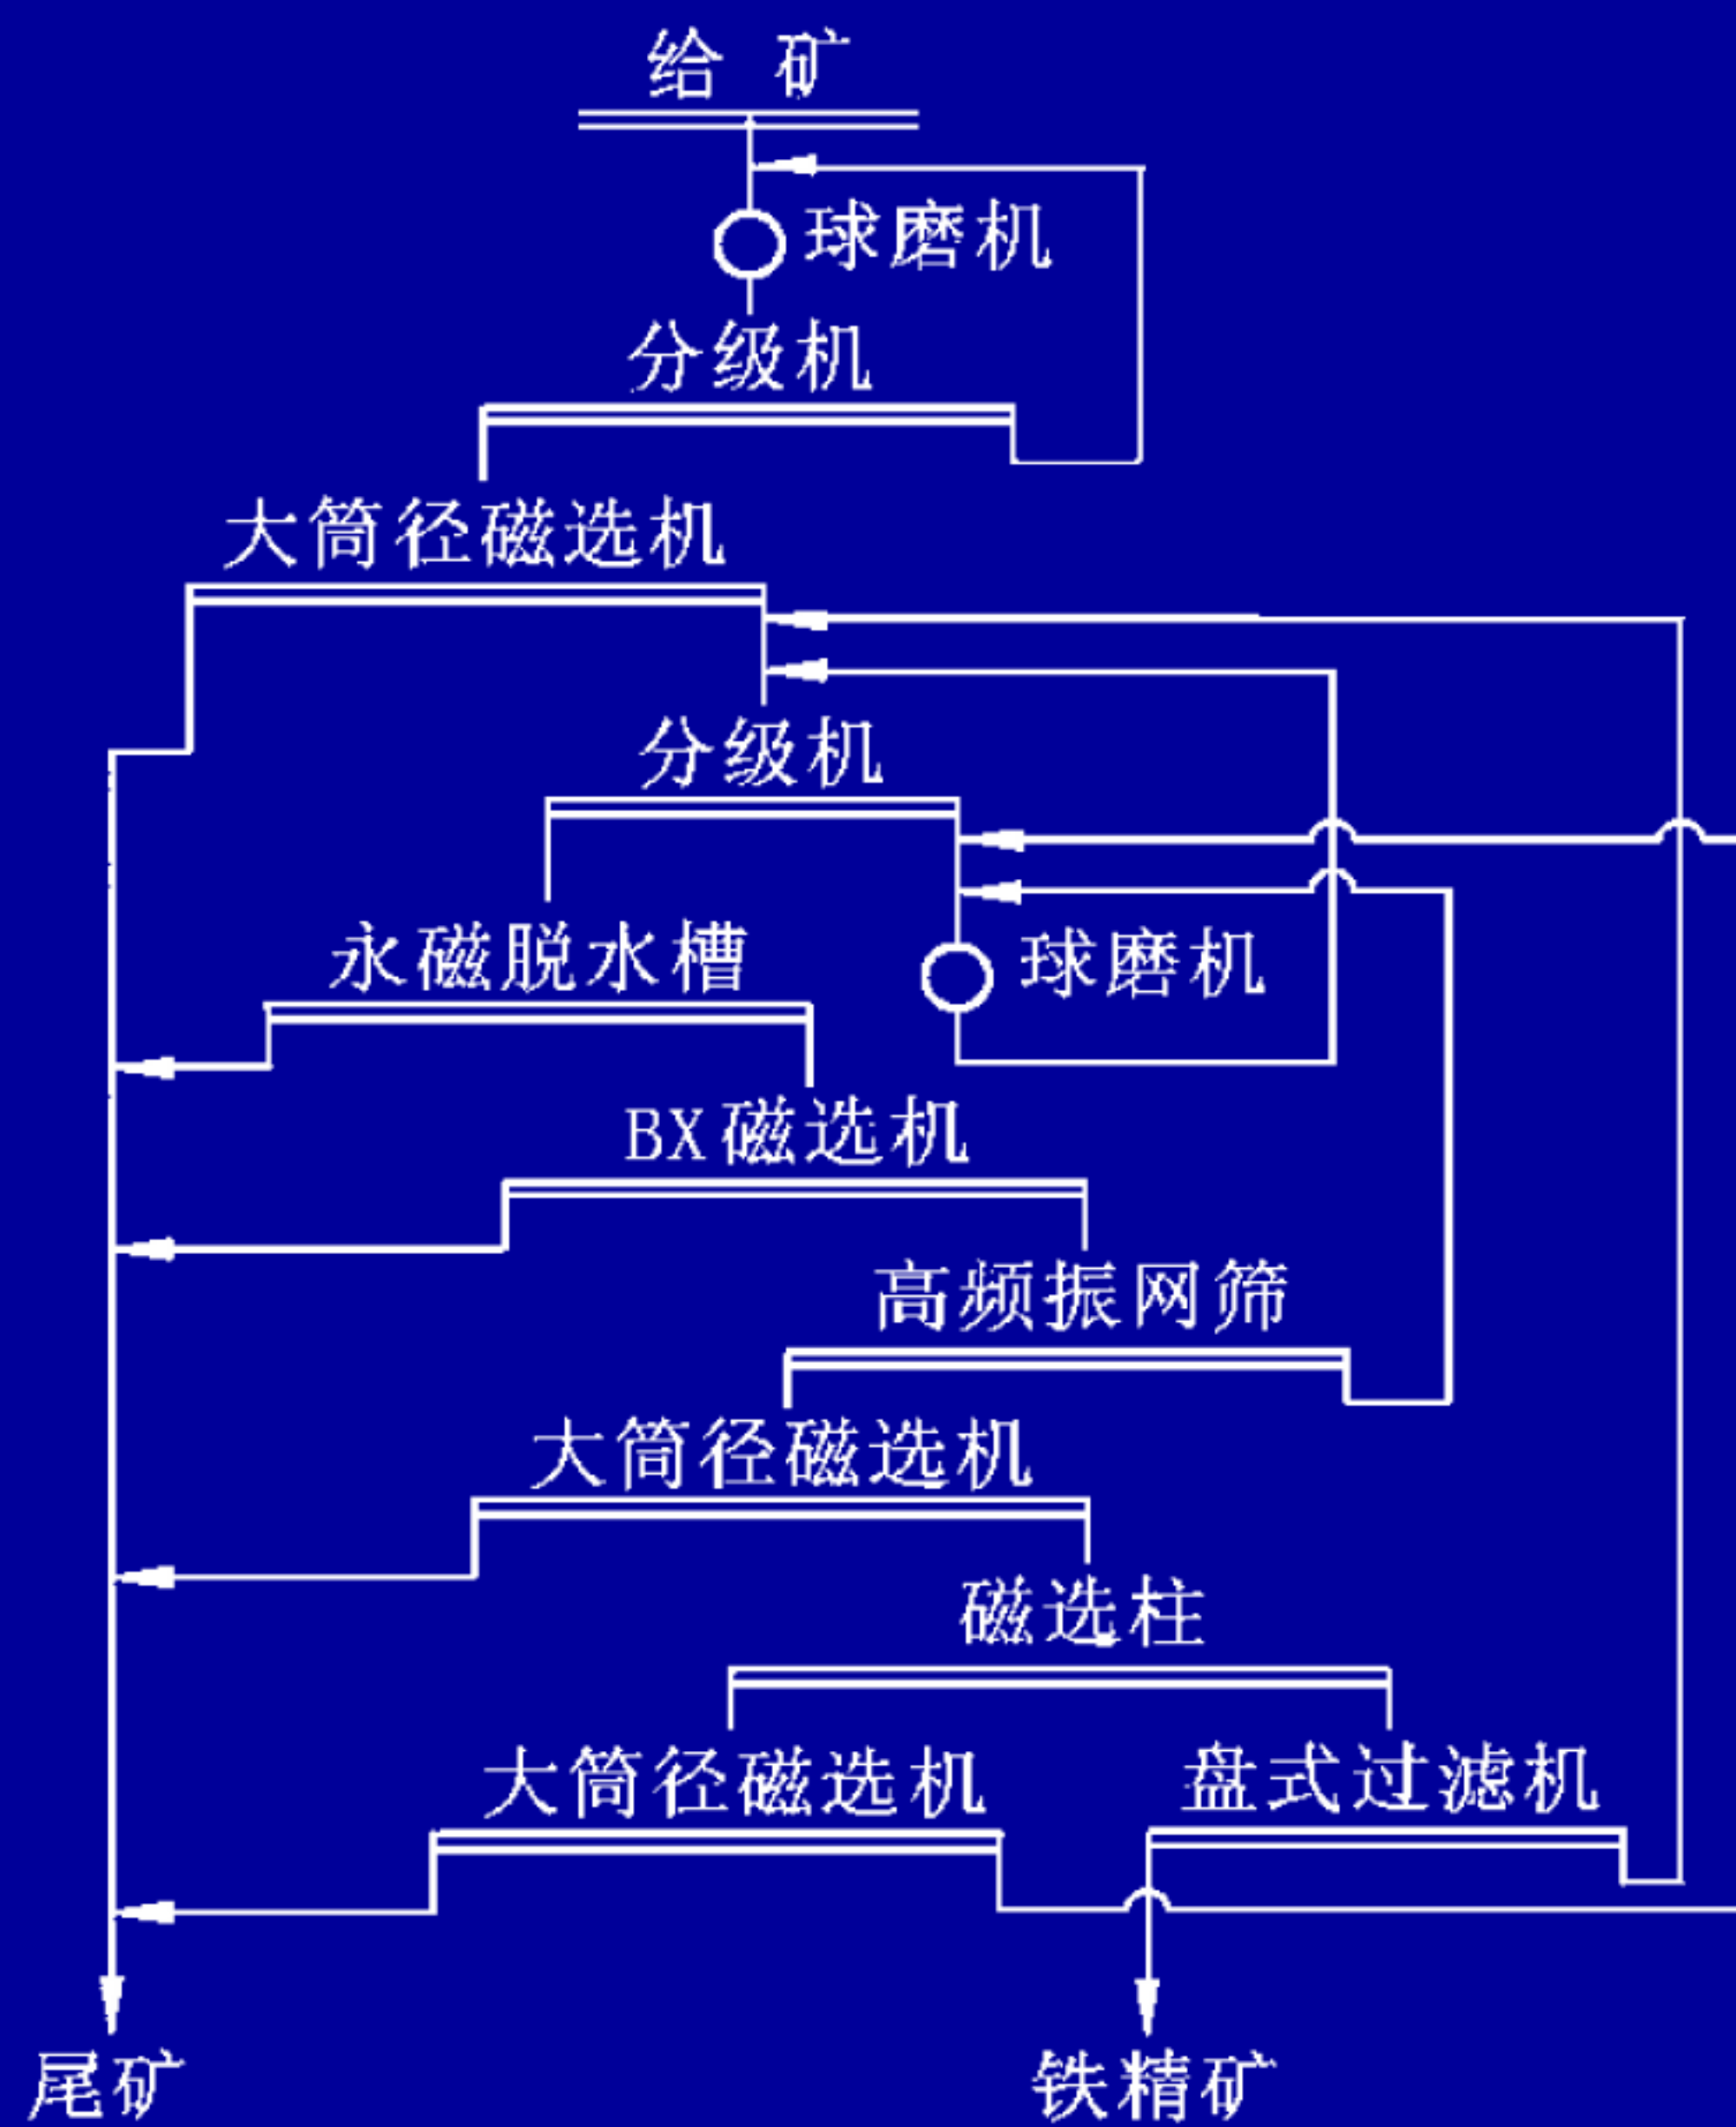 给 矿
球磨机
分级机
大筒径磁选机
分级机
永磁脱水槽
球磨机
BX磁选机
高频振网筛
大筒径磁选机
磁选柱
大筒径磁选机
盘式过滤机
尾矿
铁精矿